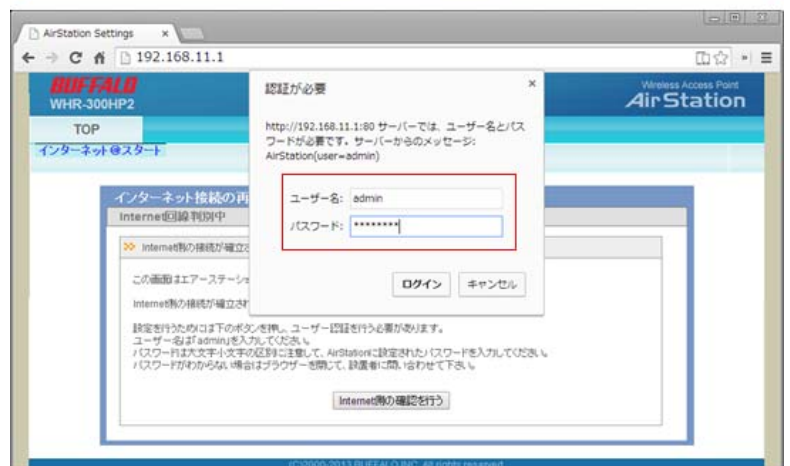 AirStation Settings
192.168.11.1
BUFFALO
WHR-300HP2
Wireless Access Point
AirStation
TOP
インターネット@スタート
認証が必要
http://192.168.11.1:80 サーバーでは、ユーザー名とパス
ワードが必要です。サーバーからのメッセージ:
AirStation(user=admin)
ユーザー名: admin
パスワード: ********
ログイン キャンセル
インターネット接続の再
Internet回線判別中
Internet側の接続が確立さ
この画面はエアーステーショ
Internet側の接続が確立され
設定を行うためには下のボタンを押し、ユーザー認証を行う必要があります。
ユーザー名は「admin」を入力してください。
パスワードは大文字小文字の区別に注意して、AirStationに設定されたパスワードを入力してください。
パスワードがわからない場合はブラウザーを閉じて、設置者に問い合わせて下さい。
Internet側の確認を行う
(C)2000-2013 BUFFALO INC. All rights reserved.